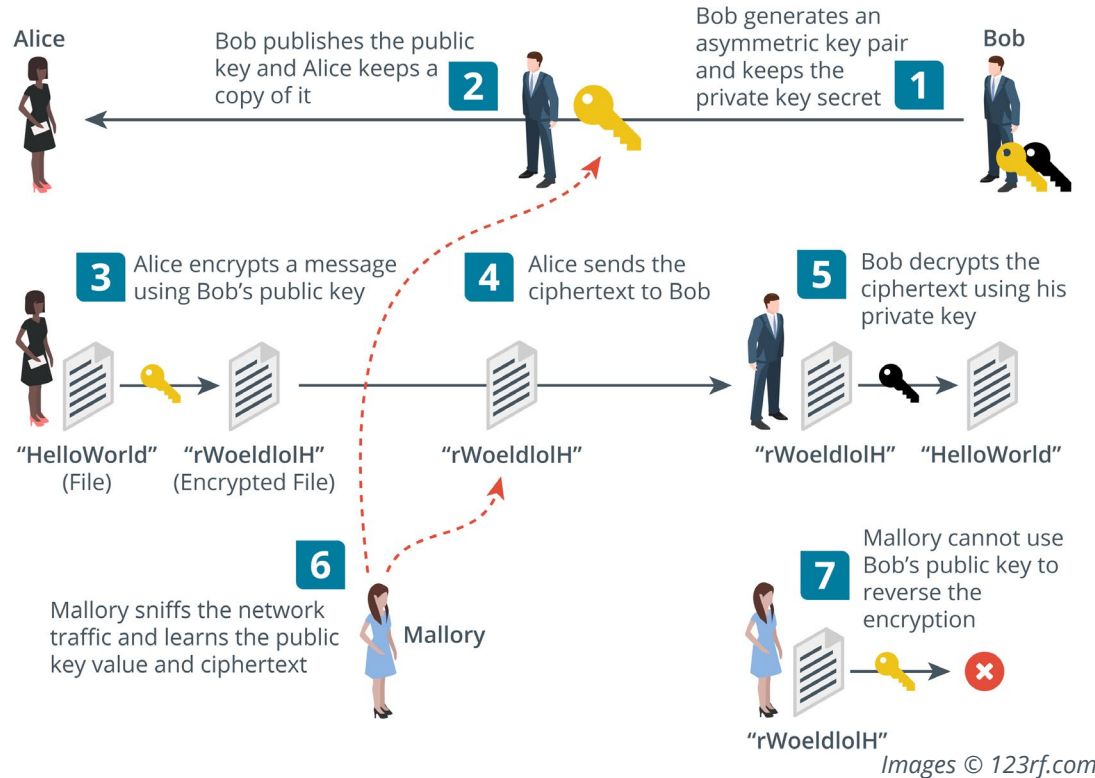 Alice
Bob publishes the public
key and Alice keeps a
copy of it
2
Bob generates an
asymmetric key pair
and keeps the
private key secret
1
Bob
3
Alice encrypts a message
using Bob’s public key
4
Alice sends the
ciphertext to Bob
5
Bob decrypts the
ciphertext using his
private key
“HelloWorld”
(File)
“rWoeldlolH”
(Encrypted File)
“rWoeldlolH”
“rWoeldlolH”
“HelloWorld”
6
Mallory sniffs the network
traffic and learns the public
key value and ciphertext
Mallory
7
Mallory cannot use
Bob’s public key to
reverse the
encryption
“rWoeldlolH”
Images © 123rf.com